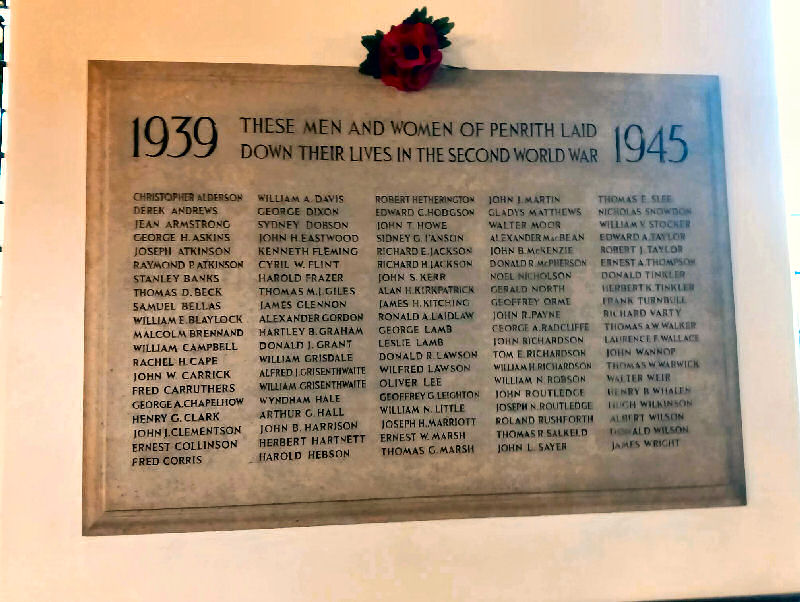 1939
THESE MEN AND WOMEN OF PENRITH LAID
DOWN THEIR LIVES IN THE SECOND WORLD WAR
1945
CHRISTOPHER ALDERSON
DEREK ANDREWS
JEAN ARMSTRONG
GEORGE H. ASKINS
JOSEPH ATKINSON
RAYMOND P. ATKINSON
STANLEY BANKS
THOMAS D. BECK
SAMUEL BELLAS
WILLIAM E. BLAYLOCK
MALCOLM BRENNAND
WILLIAM CAMPBELL
RACHEL H. CAPE
JOHN W. CARRICK
FRED CARRUTHERS
GEORGE A. CHAPELHOW
HENRY G. CLARK
JOHN J. CLEMENTSON
ERNEST COLLINSON
FRED CORRIS
WILLIAM A. DAVIS
GEORGE DIXON
SYDNEY DOBSON
JOHN H. EASTWOOD
KENNETH FLEMING
CYRIL W. FLINT
HAROLD FRAZER
THOMAS M. J. GILES
JAMES GLENNON
ALEXANDER GORDON
HARTLEY B. GRAHAM
DONALD J. GRANT
WILLIAM GRISDALE
ALFRED J. GRISENTHWAITE
WILLIAM GRISENTHWAITE
WYNDHAM HALE
ARTHUR G. HALL
JOHN B. HARRISON
HERBERT HARTNETT
HAROLD HEBSON
ROBERT HETHERINGTON
EDWARD C. HODGSON
JOHN T. HOWE
SIDNEY G. I'ANSON
RICHARD E. JACKSON
RICHARD H. JACKSON
JOHN S. KERR
ALAN H. KIRKPATRICK
JAMES H. KITCHING
RONALD A. LAIDLAW
GEORGE LAMB
LESLIE LAMB
DONALD R. LAWSON
WILFRED LAWSON
OLIVER LEE
GEOFFREY G. LEIGHTON
WILLIAM N. LITTLE
JOSEPH H. MARRIOTT
ERNEST W. MARSH
THOMAS G. MARSH
JOHN J. MARTIN
GLADYS MATTHEWS
WALTER MOOR
ALEXANDER MacBEAN
JOHN B. McKENZIE
DONALD R. McPHERSON
NOEL NICHOLSON
GERALD NORTH
GEOFFREY ORME
JOHN R. PAYNE
GEORGE A. RADCLIFFE
JOHN RICHARDSON
TOM E. RICHARDSON
WILLIAM H. RICHARDSON
WILLIAM N. ROBSON
JOHN ROUTLEDGE
JOSEPH N. ROUTLEDGE
ROLAND RUSHFORTH
THOMAS R. SALKELD
JOHN L. SAYER
THOMAS E. SLEE
NICHOLAS SNOWDON
WILLIAM V. STOCKER
EDWARD A. TAYLOR
ROBERT J. TAYLOR
ERNEST A. THOMPSON
DONALD TINKLER
HERBERT K. TINKLER
FRANK TURNBULL
RICHARD VARTY
THOMAS A. W. WALKER
LAURENCE F. WALLACE
JOHN WANNOP
THOMAS W. WARWICK
WALTER WEIR
HENRY B. WHALEN
HUGH WILKINSON
ALBERT WILSON
DONALD WILSON
JAMES WRIGHT